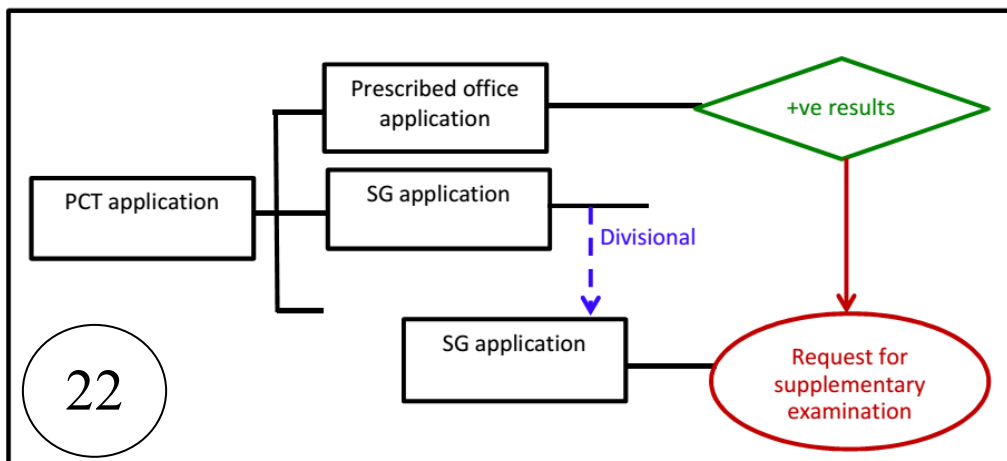 Prescribed office
application
+ve results
PCT application
SG application
Divisional
SG application
Request for
supplementary
examination
22